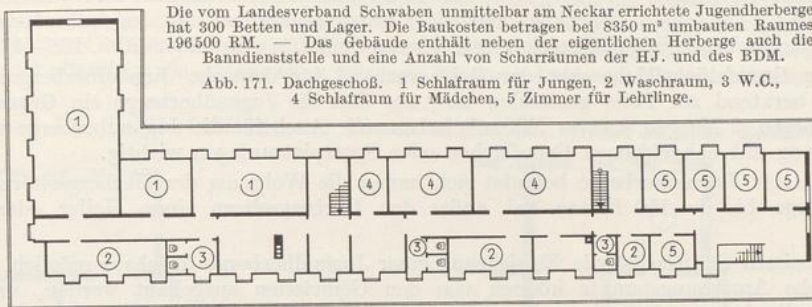 Die vom Landesverband Schwaben unmittelbar am Neckar errichtete Jugendherberge
hat 300 Betten und Lager. Die Baukosten betragen bei 8350 m³ umbauten Raumes
196500 RM. — Das Gebäude enthält neben der eigentlichen Herberge auch die
Banndienststelle und eine Anzahl von Scharräumen der HJ. und des BDM.
Abb. 171. Dachgeschoß. 1 Schlafraum für Jungen, 2 Waschraum, 3 W.C.,
4 Schlafraum für Mädchen, 5 Zimmer für Lehrlinge.
1
1 1 4 4 4 5 5 5 5
2 3 3 2 3 2 5